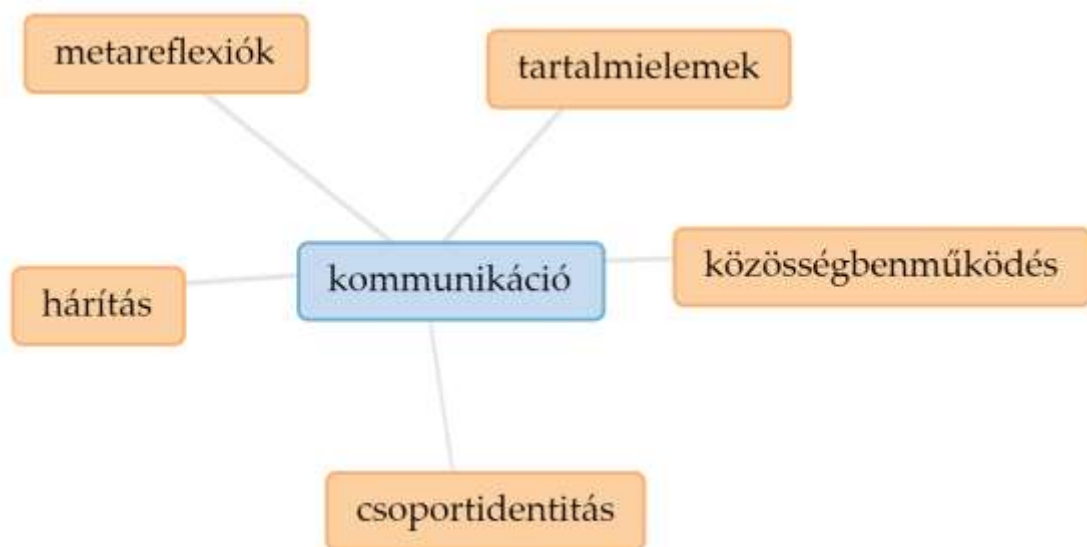 metareflexiók
tartalmielemek
közösségbenműködés
kommunikáció
hárítás
csoportidentitás